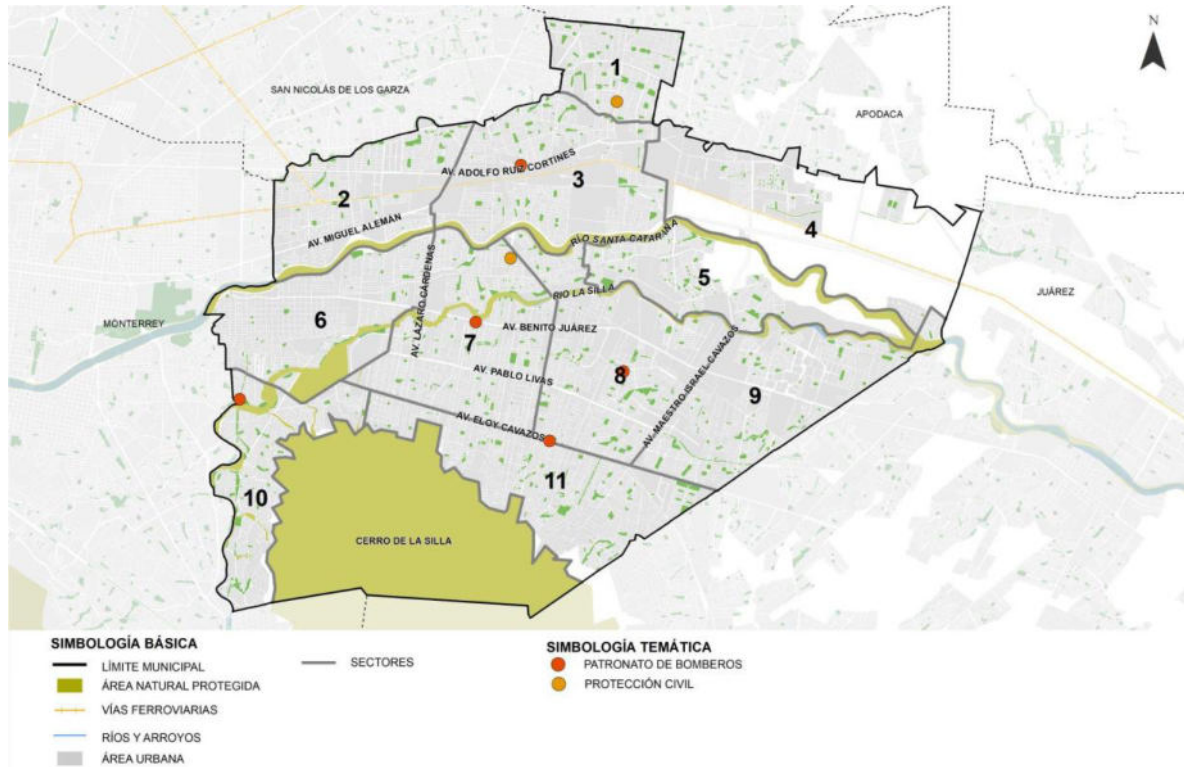 N
1
SAN NICOLÁS DE LOS GARZA
APODACA
AV. ADOLFO RUIZ CORTINES
3
2
4
AV. MIGUEL ALEMÁN
RÍO SANTA CATARINA
5
AV. LÁZARO CÁRDENAS
RIO LA SILLA
JUÁREZ
MONTERREY
6
7
AV. BENITO JUÁREZ
AV. PABLO LIVAS
8
AV. MAESTRO ISRAEL CAVAZOS
9
AV. ELOY CAVAZOS
10
11
CERRO DE LA SILLA
SIMBOLOGÍA BÁSICA
LÍMITE MUNICIPAL
ÁREA NATURAL PROTEGIDA
VÍAS FERROVIARIAS
RÍOS Y ARROYOS
ÁREA URBANA
SECTORES
SIMBOLOGÍA TEMÁTICA
PATRONATO DE BOMBEROS
PROTECCIÓN CIVIL